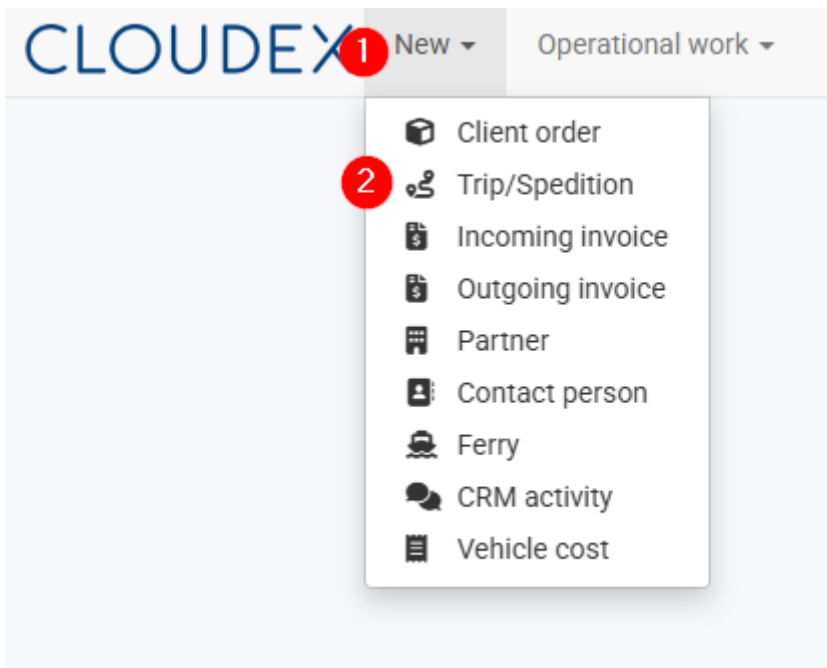 CLOUDEX 1 New Operational work
Client order
2 Trip/Spedition
Incoming invoice
Outgoing invoice
Partner
Contact person
Ferry
CRM activity
Vehicle cost